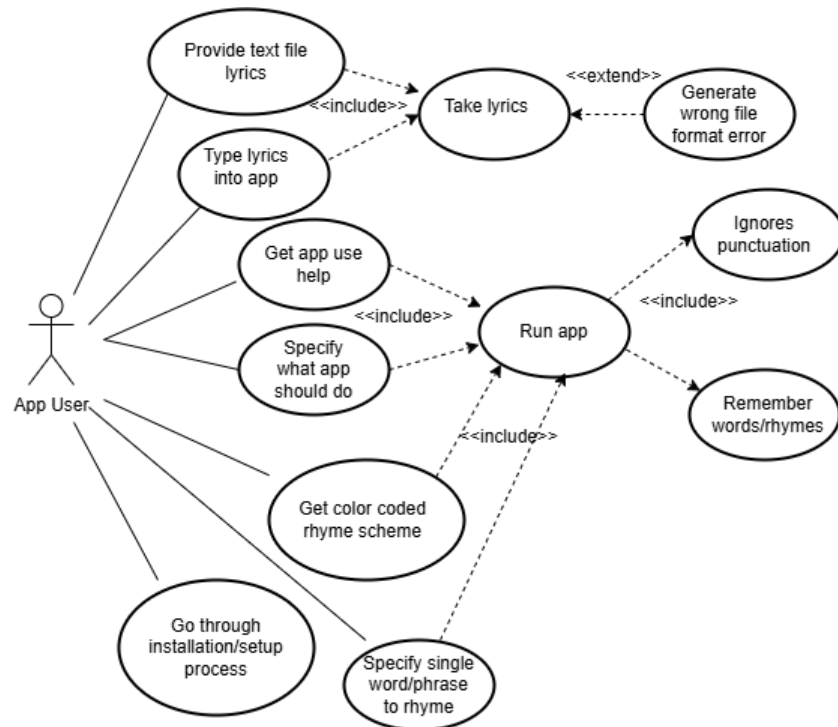 Provide text file
lyrics
<<include>>
Take lyrics
<<extend>>
Generate
wrong file
format error
Type lyrics
into app
Get app use
help
<<include>>
Specify
what app
should do
Run app
Ignores
punctuation
<<include>>
Remember
words/rhymes
App User
<<include>>
Get color coded
rhyme scheme
Go through
installation/setup
process
Specify single
word/phrase
to rhyme